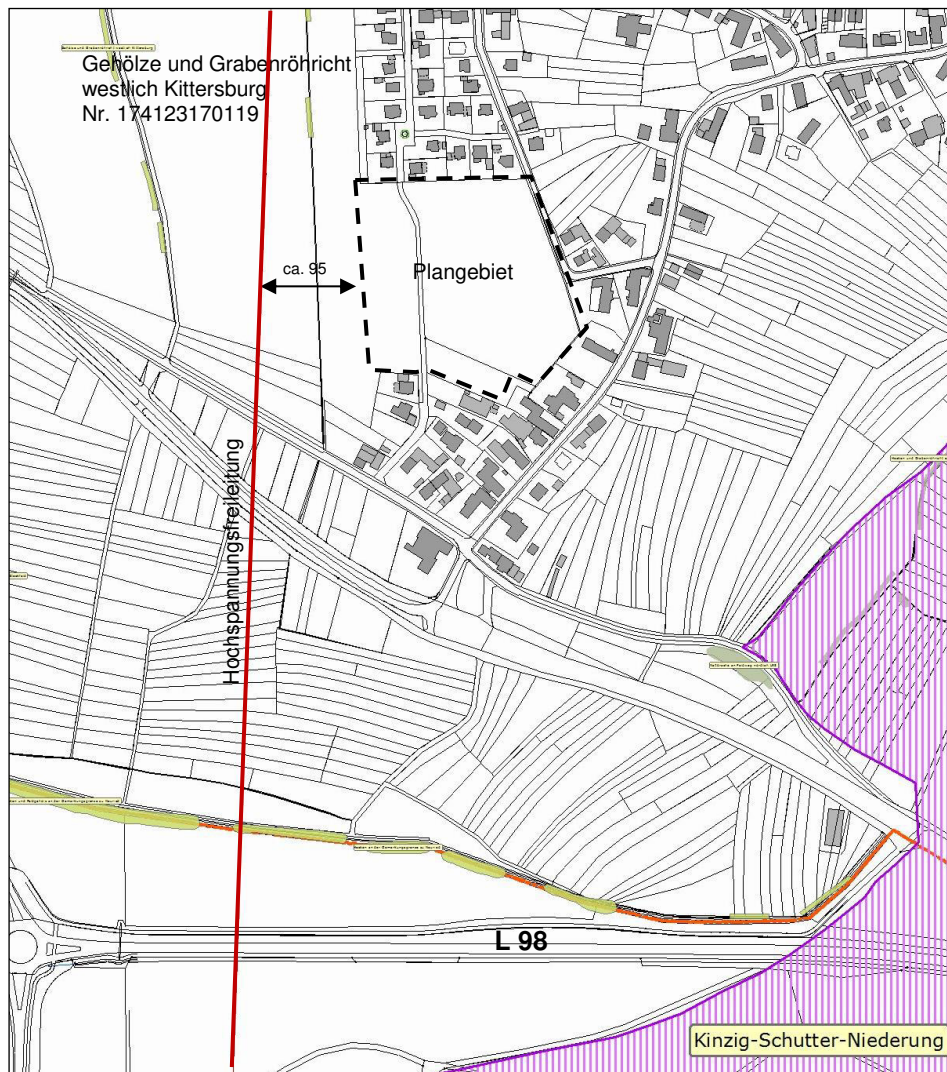 Gehölze und Grabenröhricht
westlich Kittersburg
Nr. 174123170119
ca. 95
Plangebiet
Hochspannungsfreileitung
L 98
Kinzig-Schutter-Niederung